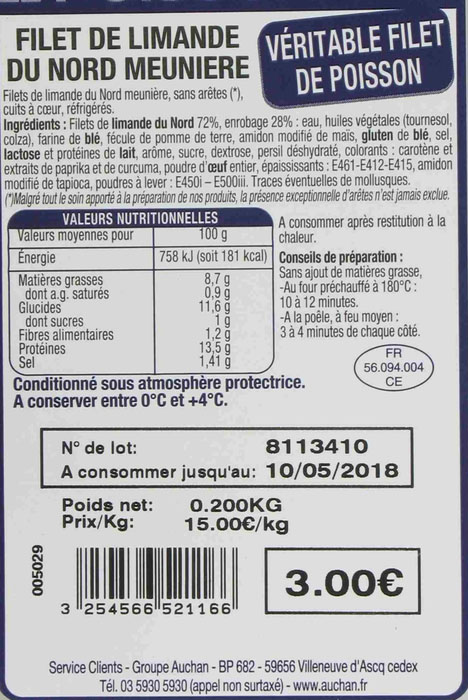 FILET DE LIMANDE
DU NORD MEUNIERE
VÉRITABLE FILET
DE POISSON
Filets de limande du Nord meunière, sans arêtes (*),
cuits à cœur, réfrigérés.
Ingrédients : Filets de limande du Nord 72%, enrobage 28% : eau, huiles végétales (tournesol,
colza), farine de blé, fécule de pomme de terre, amidon modifié de maïs, gluten de blé, sel,
lactose et protéines de lait, arôme, sucre, dextrose, persil déshydraté, colorants : carotène et
extraits de paprika et de curcuma, poudre d'œuf entier, épaississants : E461-E412-E415, amidon
modifié de tapioca, poudres à lever : E450i – E500iii. Traces éventuelles de mollusques.
(*)Malgré tout le soin apporté à la préparation de nos produits, la présence exceptionnelle d'arêtes n'est jamais exclue.
VALEURS NUTRITIONNELLES
Valeurs moyennes pour 100 g
Énergie 758 kJ (soit 181 kcal)
Matières grasses 8,7 g
dont a.g. saturés 0,9 g
Glucides 11,6 g
dont sucres 1 g
Fibres alimentaires 1,2 g
Protéines 13,5 g
Sel 1,41 g
A consommer après restitution à la
chaleur.
Conseils de préparation :
Sans ajout de matières grasse,
-Au four préchauffé à 180°C :
10 à 12 minutes.
-A la poêle, à feu moyen :
3 à 4 minutes de chaque côté.
FR
56.094.004
CE
Conditionné sous atmosphère protectrice.
A conserver entre 0°C et +4°C.
N° de lot: 8113410
A consommer jusqu'au: 10/05/2018
Poids net: 0.200KG
Prix/Kg: 15.00€/kg
005029
3 254566 521166
3.00€
Service Clients - Groupe Auchan - BP 682 - 59656 Villeneuve d'Ascq cedex
Tél. 03 5930 5930 (appel non surtaxé) - www.auchan.fr